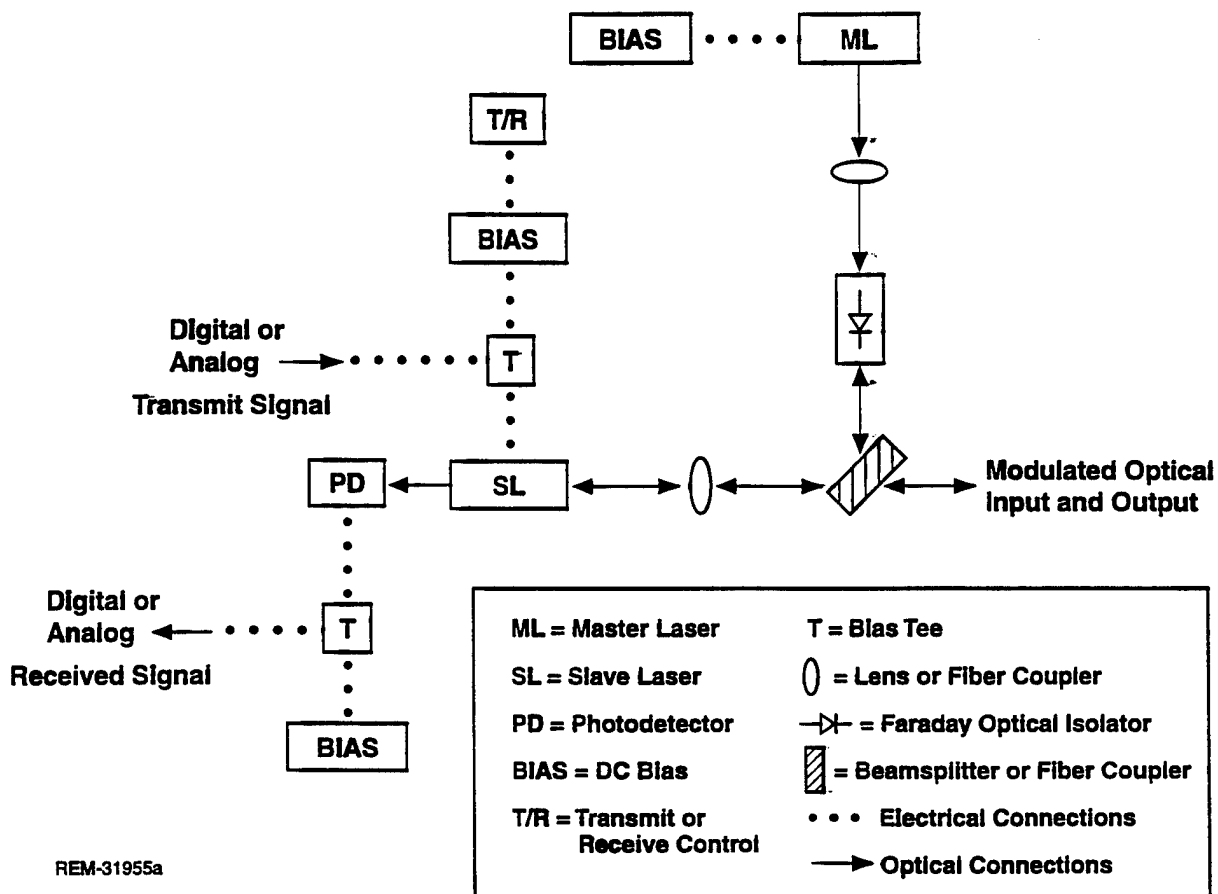 BIAS
ML
T/R
BIAS
Digital or
Analog
Transmit Signal
T
PD
SL
Modulated Optical
Input and Output
Digital or
Analog
Received Signal
T
BIAS
ML = Master Laser
SL = Slave Laser
PD = Photodetector
BIAS = DC Bias
T/R = Transmit or
Receive Control
T = Bias Tee
= Lens or Fiber Coupler
= Faraday Optical Isolator
= Beamsplitter or Fiber Coupler
Electrical Connections
Optical Connections
REM-31955a